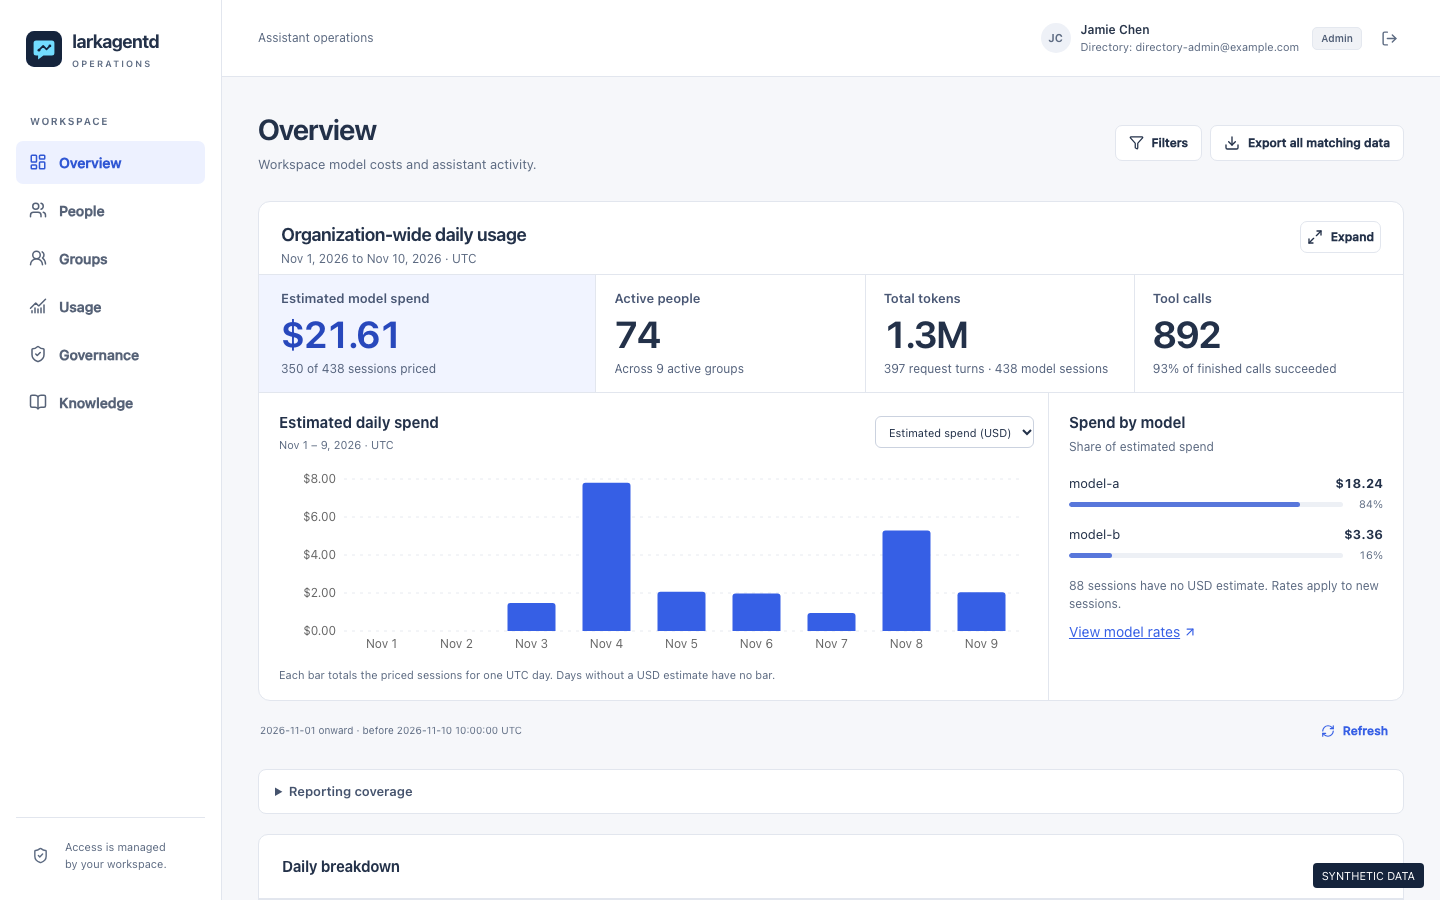 larkagentd
OPERATIONS
WORKSPACE
Overview
People
Groups
Usage
Governance
Knowledge
Access is managed
by your workspace.
Assistant operations
JC
Jamie Chen
Directory: directory-admin@example.com
Admin
Overview
Workspace model costs and assistant activity.
Filters
Export all matching data
Organization-wide daily usage
Nov 1, 2026 to Nov 10, 2026 · UTC
Expand
Estimated model spend
$21.61
350 of 438 sessions priced
Active people
74
Across 9 active groups
Total tokens
1.3M
397 request turns · 438 model sessions
Tool calls
892
93% of finished calls succeeded
Estimated daily spend
Nov 1 – 9, 2026 · UTC
Estimated spend (USD)
$8.00
$6.00
$4.00
$2.00
$0.00
Nov 1
Nov 2
Nov 3
Nov 4
Nov 5
Nov 6
Nov 7
Nov 8
Nov 9
Each bar totals the priced sessions for one UTC day. Days without a USD estimate have no bar.
Spend by model
Share of estimated spend
model-a
$18.24
84%
model-b
$3.36
16%
88 sessions have no USD estimate. Rates apply to new
sessions.
View model rates
2026-11-01 onward · before 2026-11-10 10:00:00 UTC
Refresh
Reporting coverage
Daily breakdown
SYNTHETIC DATA